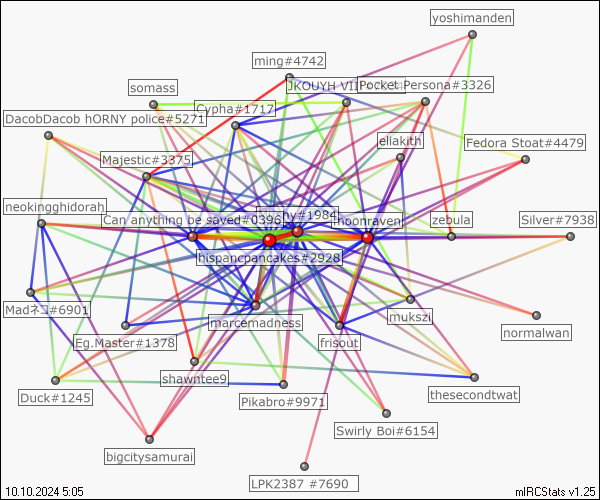 yoshimanden
ming#4742
somass
JKOUYH VII
Pocket Persona#3326
Cypha#1717
DacobDacob hORNY police#5271
eliakith
Fedora Stoat#4479
Majestic#3375
neokingghidorah
Can anything be sayed#0396
hy#1984
moonraven
zebula
Silver#7938
hispancpancakes#2928
Madネコ#6901
marcemadness
mukszi
normalwan
Eg.Master#1378
frisout
shawntee9
thesecondtwat
Duck#1245
Pikabro#9971
Swirly Boi#6154
bigcitysamurai
LPK2387 #7690
10.10.2024 5:05
mIRCStats v1.25